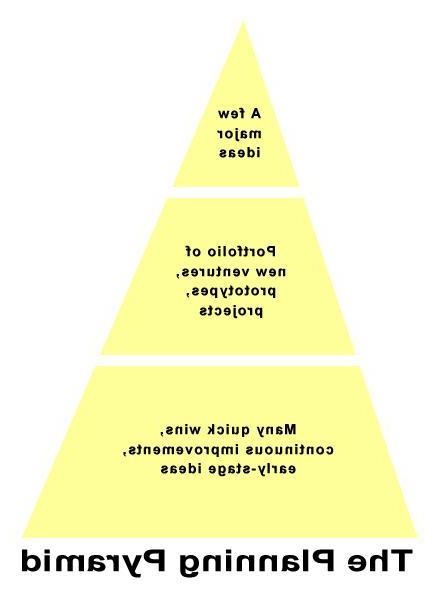 A few
major
ideas
Portfolio of
new ventures,
prototypes,
projects
Many quick wins,
continuous improvements,
early-stage ideas
The Planning Pyramid